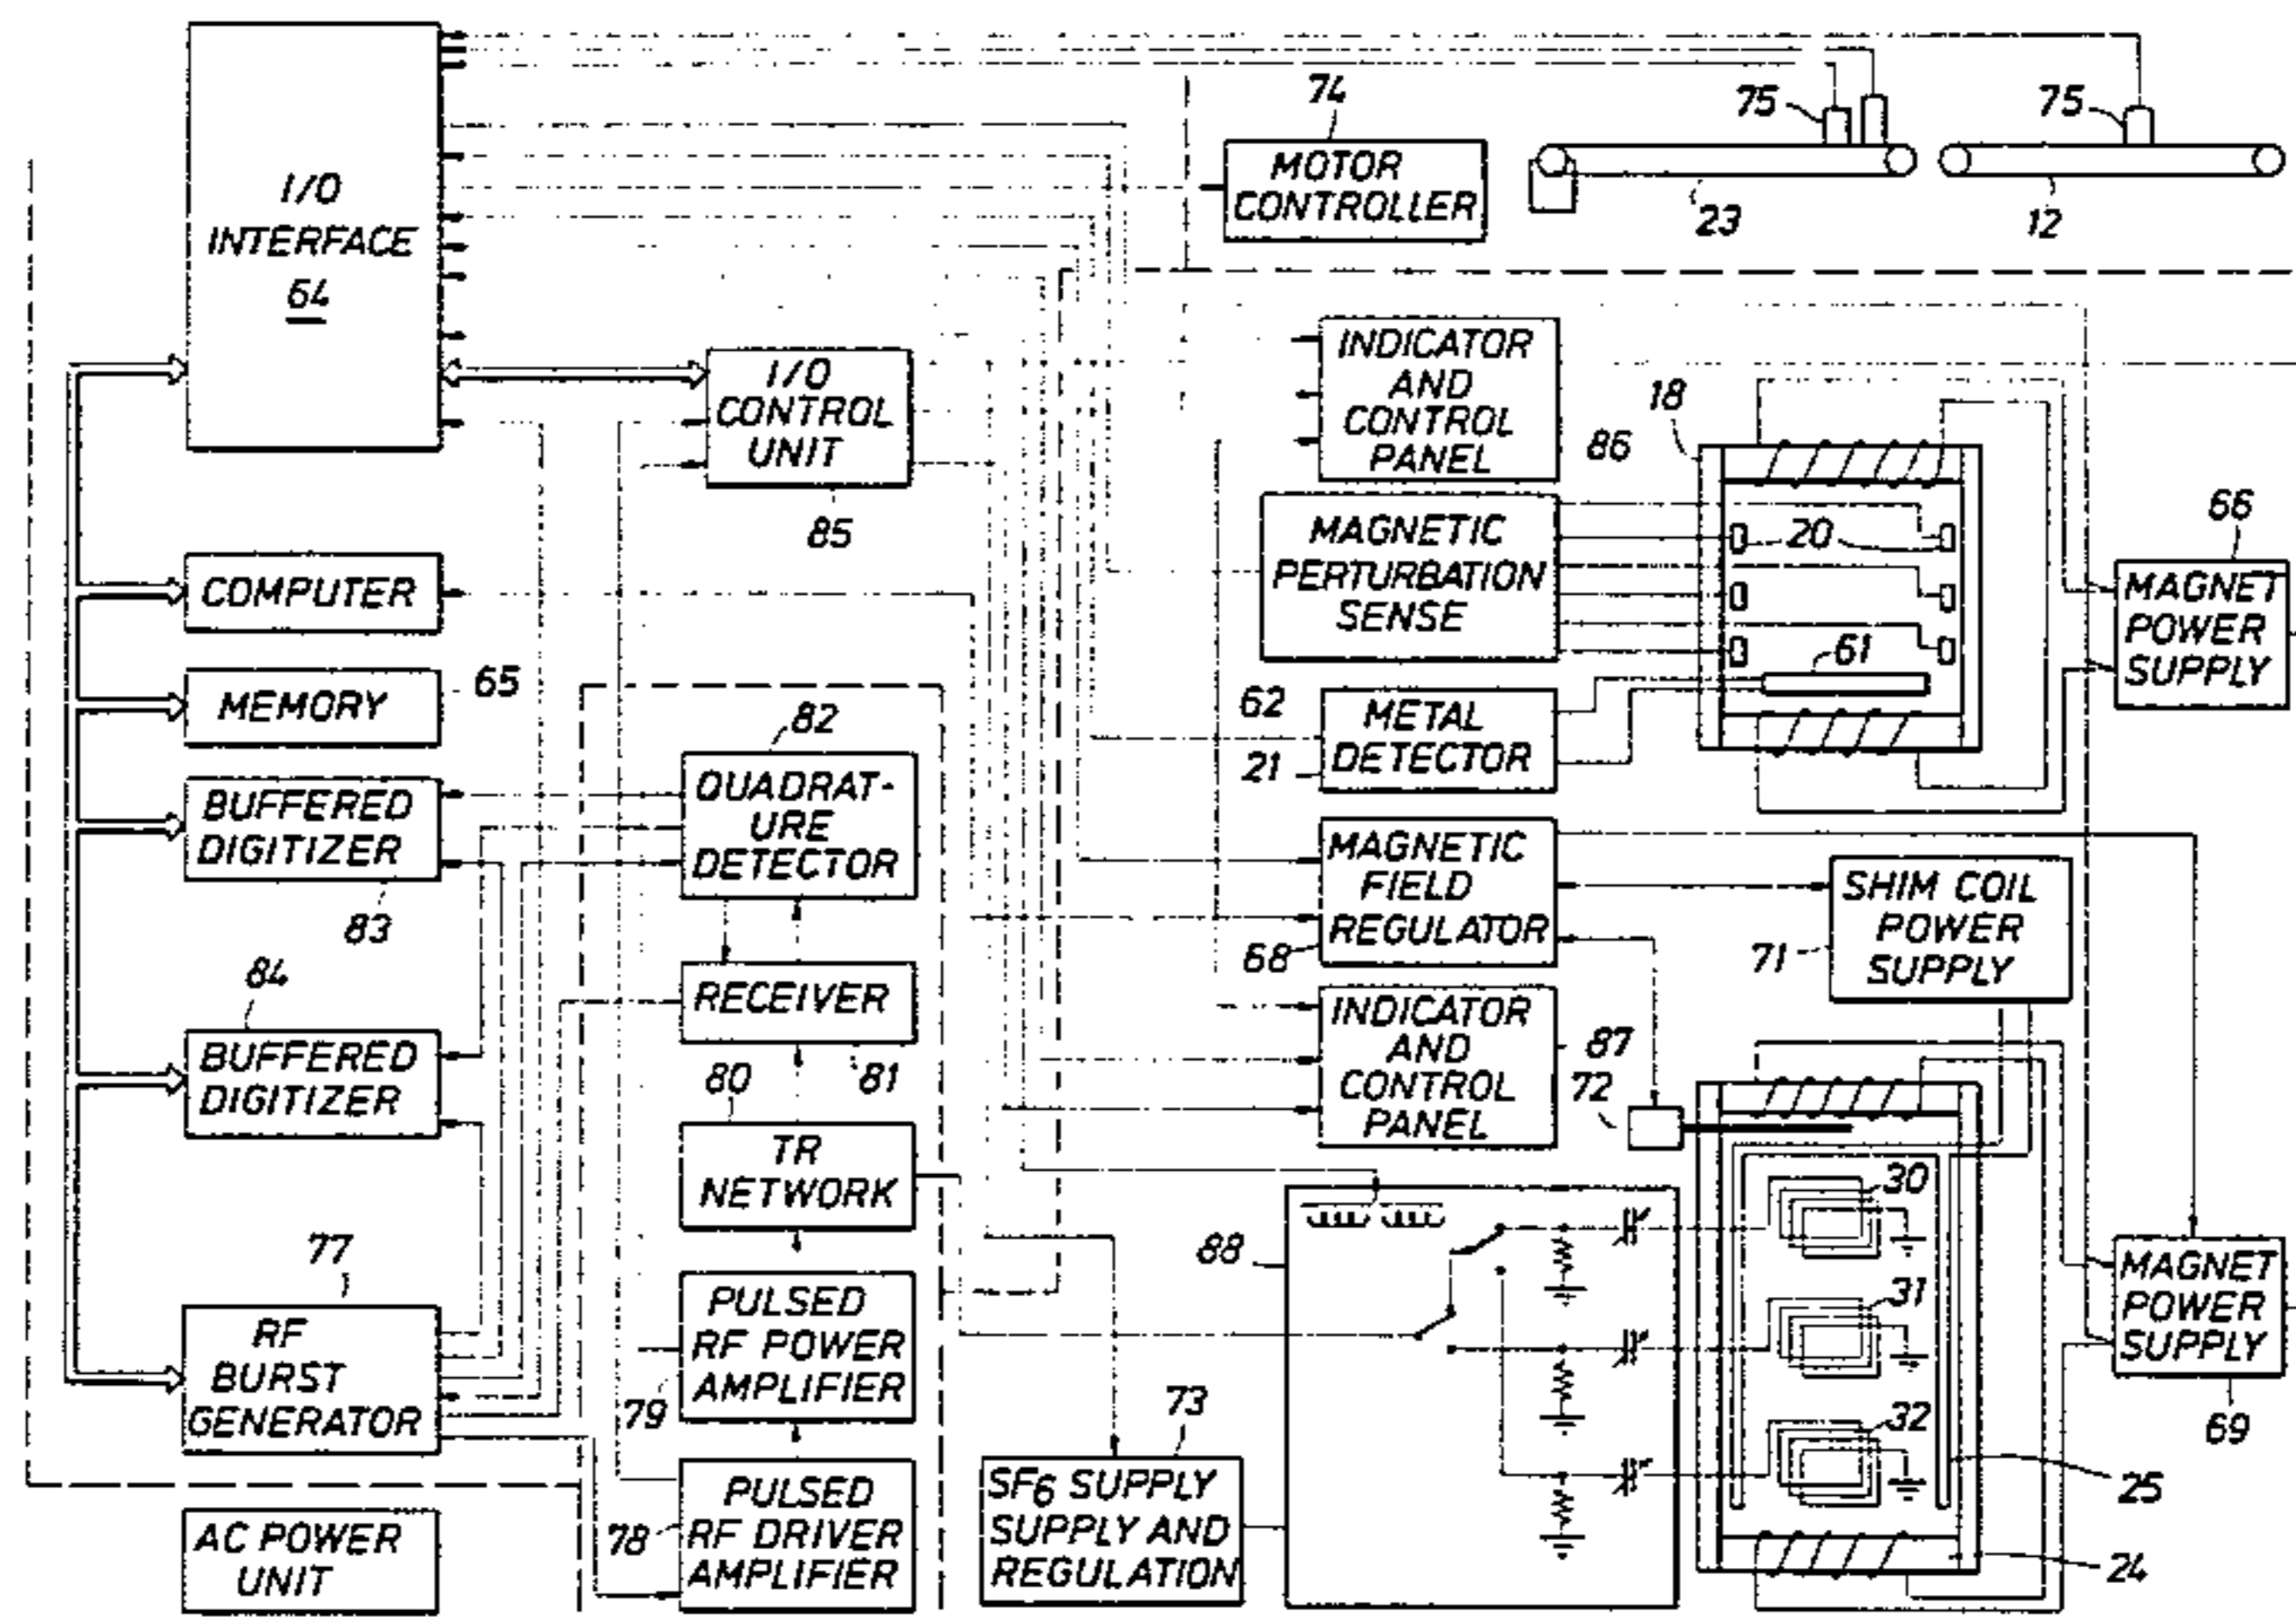 I/O
INTERFACE
64
74
MOTOR
CONTROLLER
75
75
23
12
I/O
CONTROL
UNIT
85
INDICATOR
AND
CONTROL
PANEL
86
18
MAGNETIC
PERTURBATION
SENSE
20
61
66
MAGNET
POWER
SUPPLY
COMPUTER
MEMORY
65
62
METAL
DETECTOR
21
82
QUADRAT-
URE
DETECTOR
BUFFERED
DIGITIZER
83
MAGNETIC
FIELD
REGULATOR
68
SHIM COIL
POWER
SUPPLY
71
84
BUFFERED
DIGITIZER
RECEIVER
81
80
TR
NETWORK
INDICATOR
AND
CONTROL
PANEL
87
72
30
31
32
88
77
RF
BURST
GENERATOR
PULSED
RF POWER
AMPLIFIER
79
73
SF6 SUPPLY
SUPPLY AND
REGULATION
MAGNET
POWER
SUPPLY
69
25
24
AC POWER
UNIT
PULSED
RF DRIVER
AMPLIFIER
78